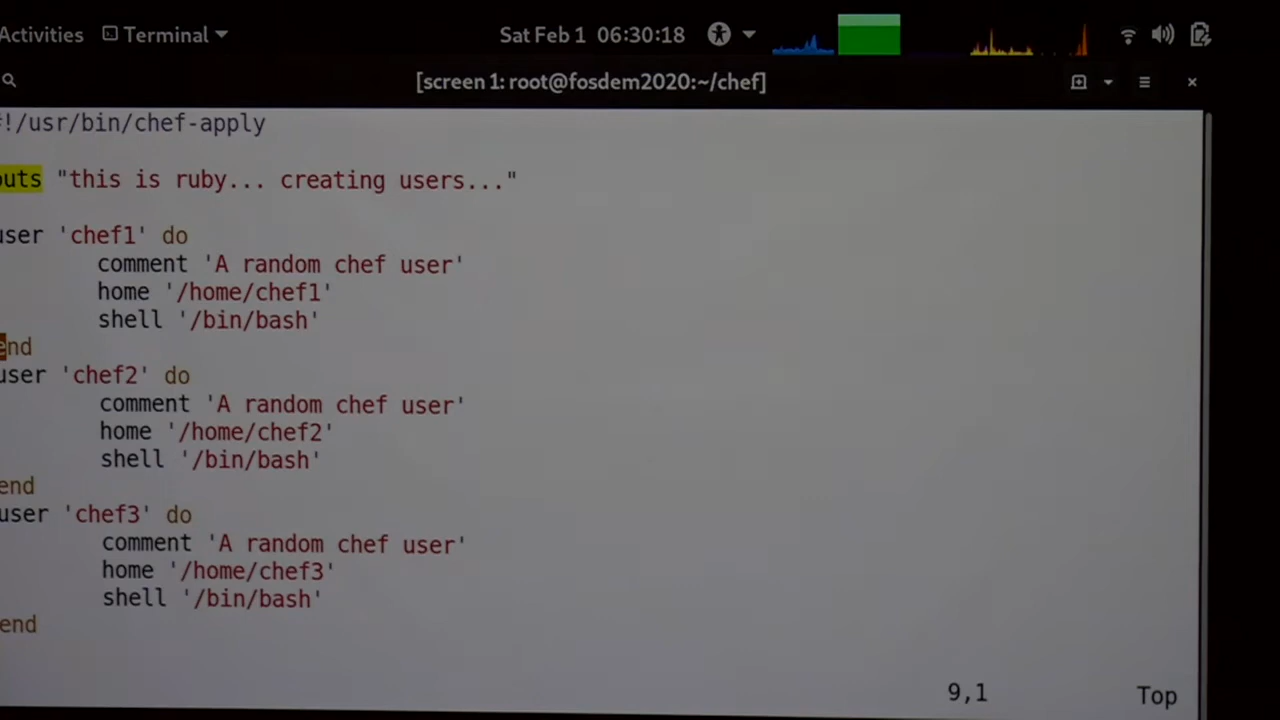 Activities Terminal Sat Feb 1 06:30:18
[screen 1: root@fosdem2020:~/chef]
#!/usr/bin/chef-apply
puts "this is ruby... creating users..."
user 'chef1' do
comment 'A random chef user'
home '/home/chef1'
shell '/bin/bash'
end
user 'chef2' do
comment 'A random chef user'
home '/home/chef2'
shell '/bin/bash'
end
user 'chef3' do
comment 'A random chef user'
home '/home/chef3'
shell '/bin/bash'
end
9,1 Top